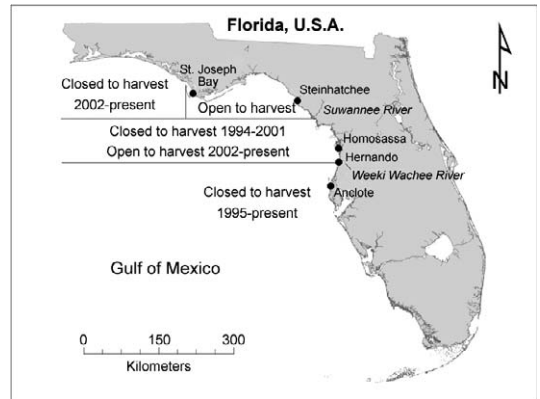 Florida, U.S.A.
N
St. Joseph
Bay
Closed to harvest
2002-present
Steinhatchee
Open to harvest
Suwannee River
Closed to harvest 1994-2001
Open to harvest 2002-present
Homosassa
Hernando
Weeki Wachee River
Closed to harvest
1995-present
Anclote
Gulf of Mexico
0 150 300
Kilometers